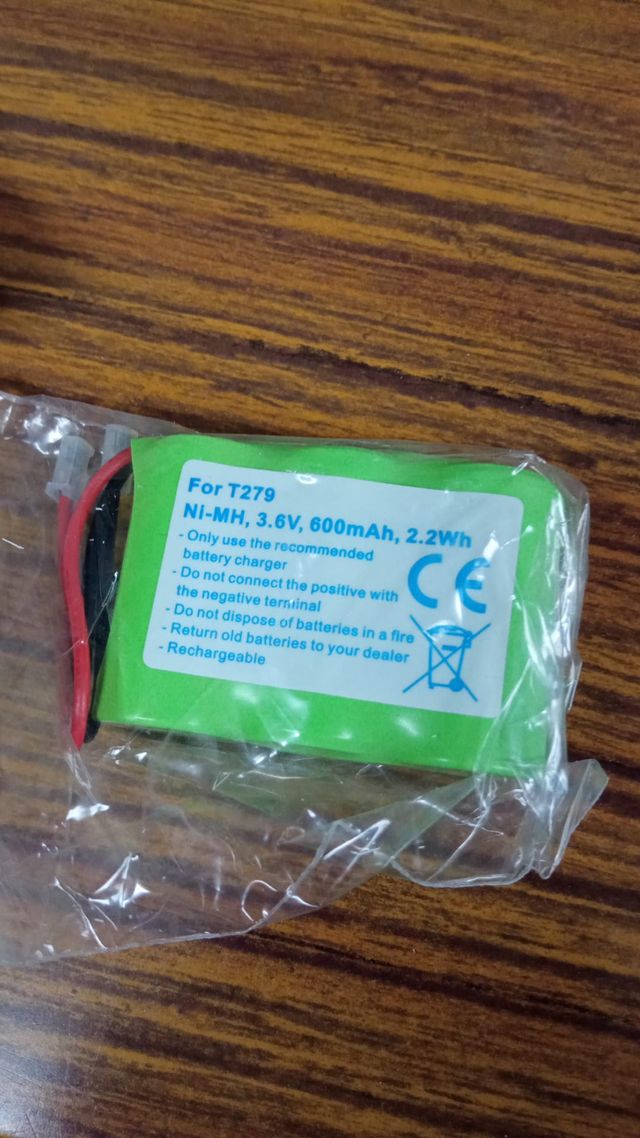 For T279
Ni-MH, 3.6V, 600mAh, 2.2Wh
- Only use the recommended
battery charger
- Do not connect the positive with
the negative terminal
- Do not dispose of batteries in a fire
- Return old batteries to your dealer
- Rechargeable
CE